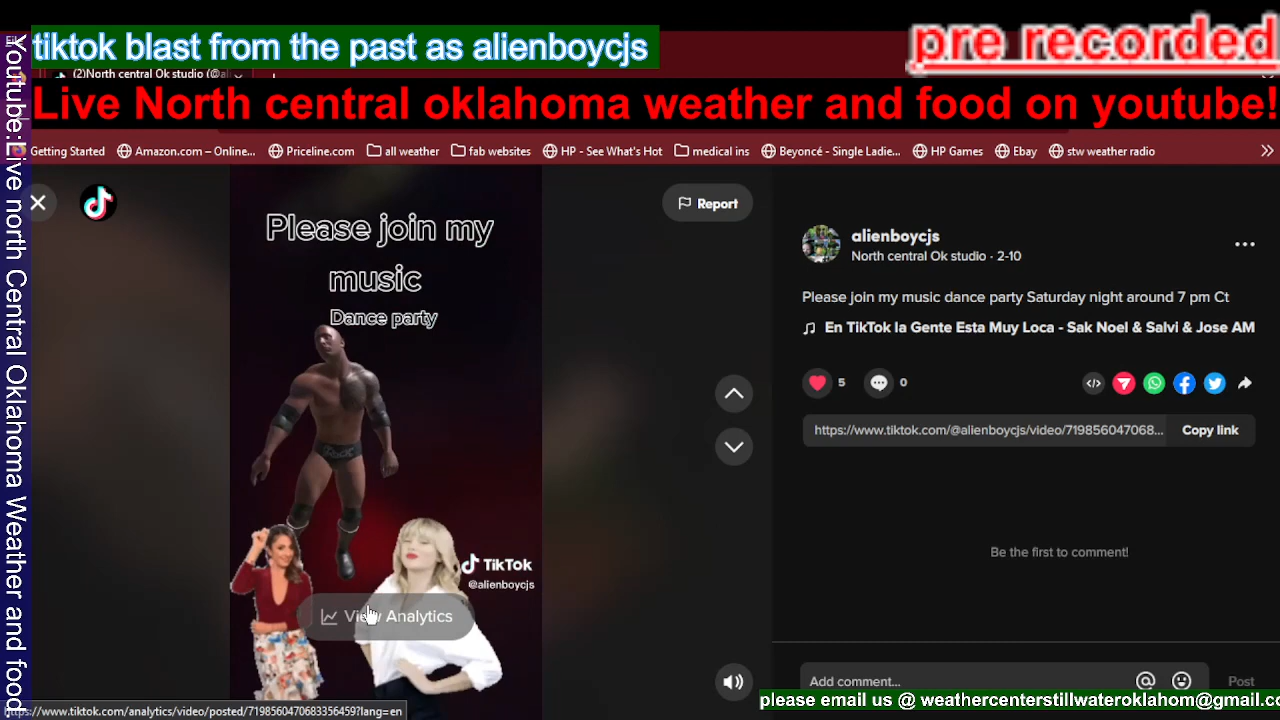 tiktok blast from the past as alienboycjs
pre recorded
(2)North central Ok studio (@a
Live North central oklahoma weather and food on youtube!
Getting Started
Amazon.com – Online...
Priceline.com
all weather
fab websites
HP - See What's Hot
medical ins
Beyoncé - Single Ladie...
HP Games
Ebay
stw weather radio
Youtube:Live north Central Oklahoma Weather and food
Please join my
music
Dance party
TikTok
@alienboycjs
View Analytics
Report
alienboycjs
North central Ok studio · 2-10
Please join my music dance party Saturday night around 7 pm Ct
En TikTok la Gente Esta Muy Loca - Sak Noel & Salvi & Jose AM
5
0
https://www.tiktok.com/@alienboycjs/video/719856047068...
Copy link
Be the first to comment!
Add comment...
Post
please email us @ weathercenterstillwateroklahom@gmail.co
https://www.tiktok.com/analytics/video/posted/7198560470683356459?lang=en